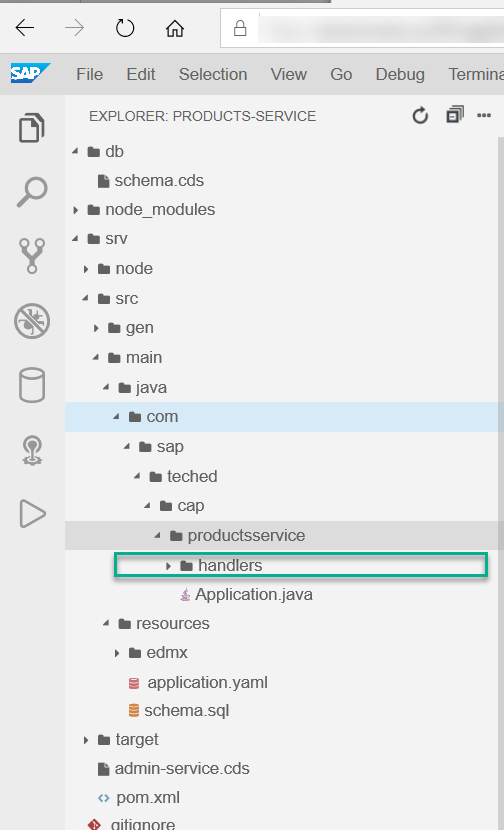 SAP File Edit Selection View Go Debug Termina
EXPLORER: PRODUCTS-SERVICE
db
schema.cds
node_modules
srv
node
src
gen
main
java
com
sap
teched
cap
productsservice
handlers
Application.java
resources
edmx
application.yaml
schema.sql
target
admin-service.cds
pom.xml
.gitignore